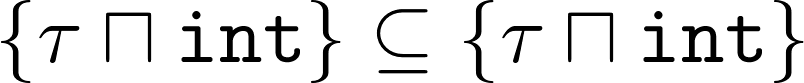 {τ ⊓ int} ⊆ {τ ⊓ int}